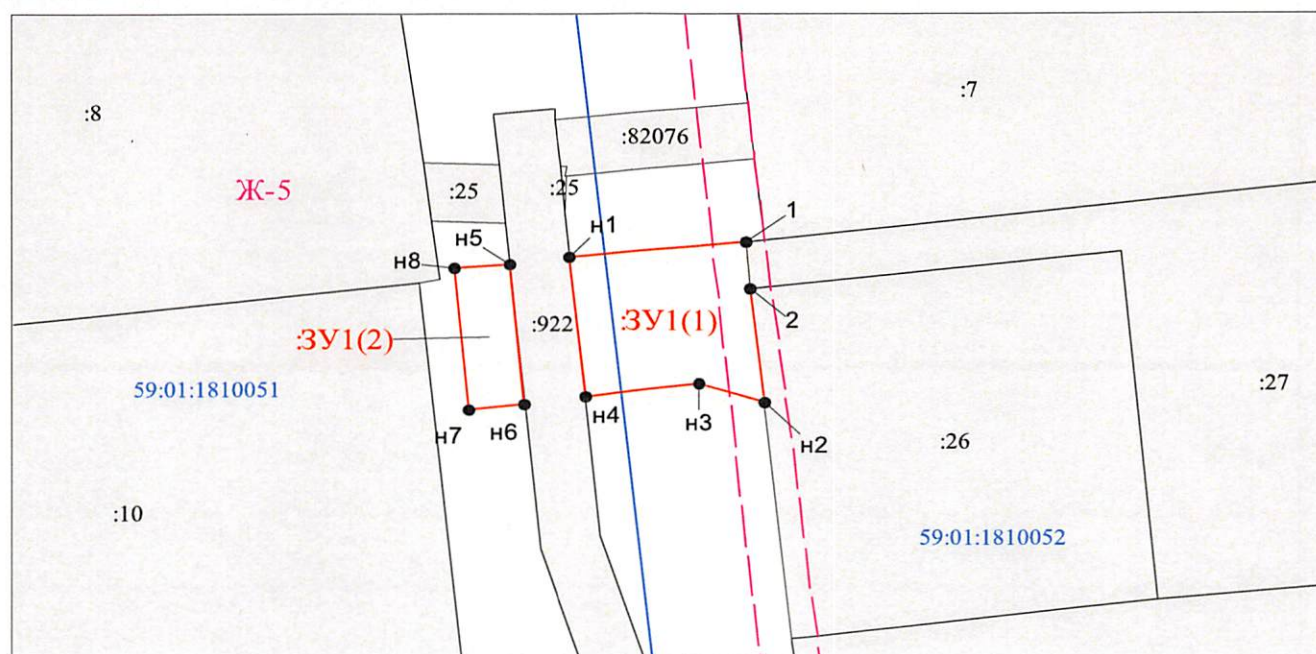 :8
:7
:82076
Ж-5
:25
:25
1
н1
н5
н8
2
:ЗУ1(1)
:922
:ЗУ1(2)
59:01:1810051
:27
н3
н4
н6
н7
н2
:26
:10
59:01:1810052